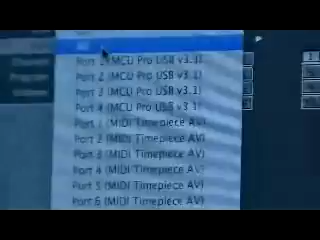 All
Port 1 (MCU Pro USB v3.1)
Port 2 (MCU Pro USB v3.1)
Port 3 (MCU Pro USB v3.1)
Port 4 (MCU Pro USB v3.1)
Port 1 (MIDI Timepiece AV)
Port 2 (MIDI Timepiece AV)
Port 3 (MIDI Timepiece AV)
Port 4 (MIDI Timepiece AV)
Port 5 (MIDI Timepiece AV)
Port 6 (MIDI Timepiece AV)